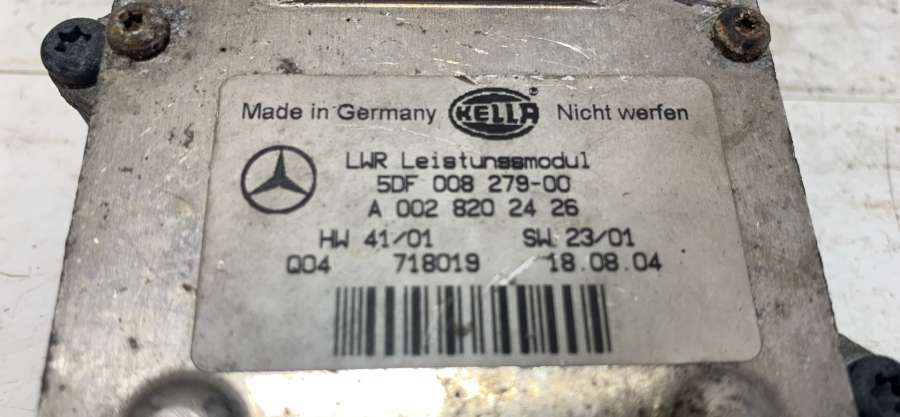 Made in Germany HELLA ® Nicht werfen
LWR Leistungsmodul
5DF 008 279-00
A 002 820 24 26
HW 41/01 SW 23/01
Q04 718019 18.08.04